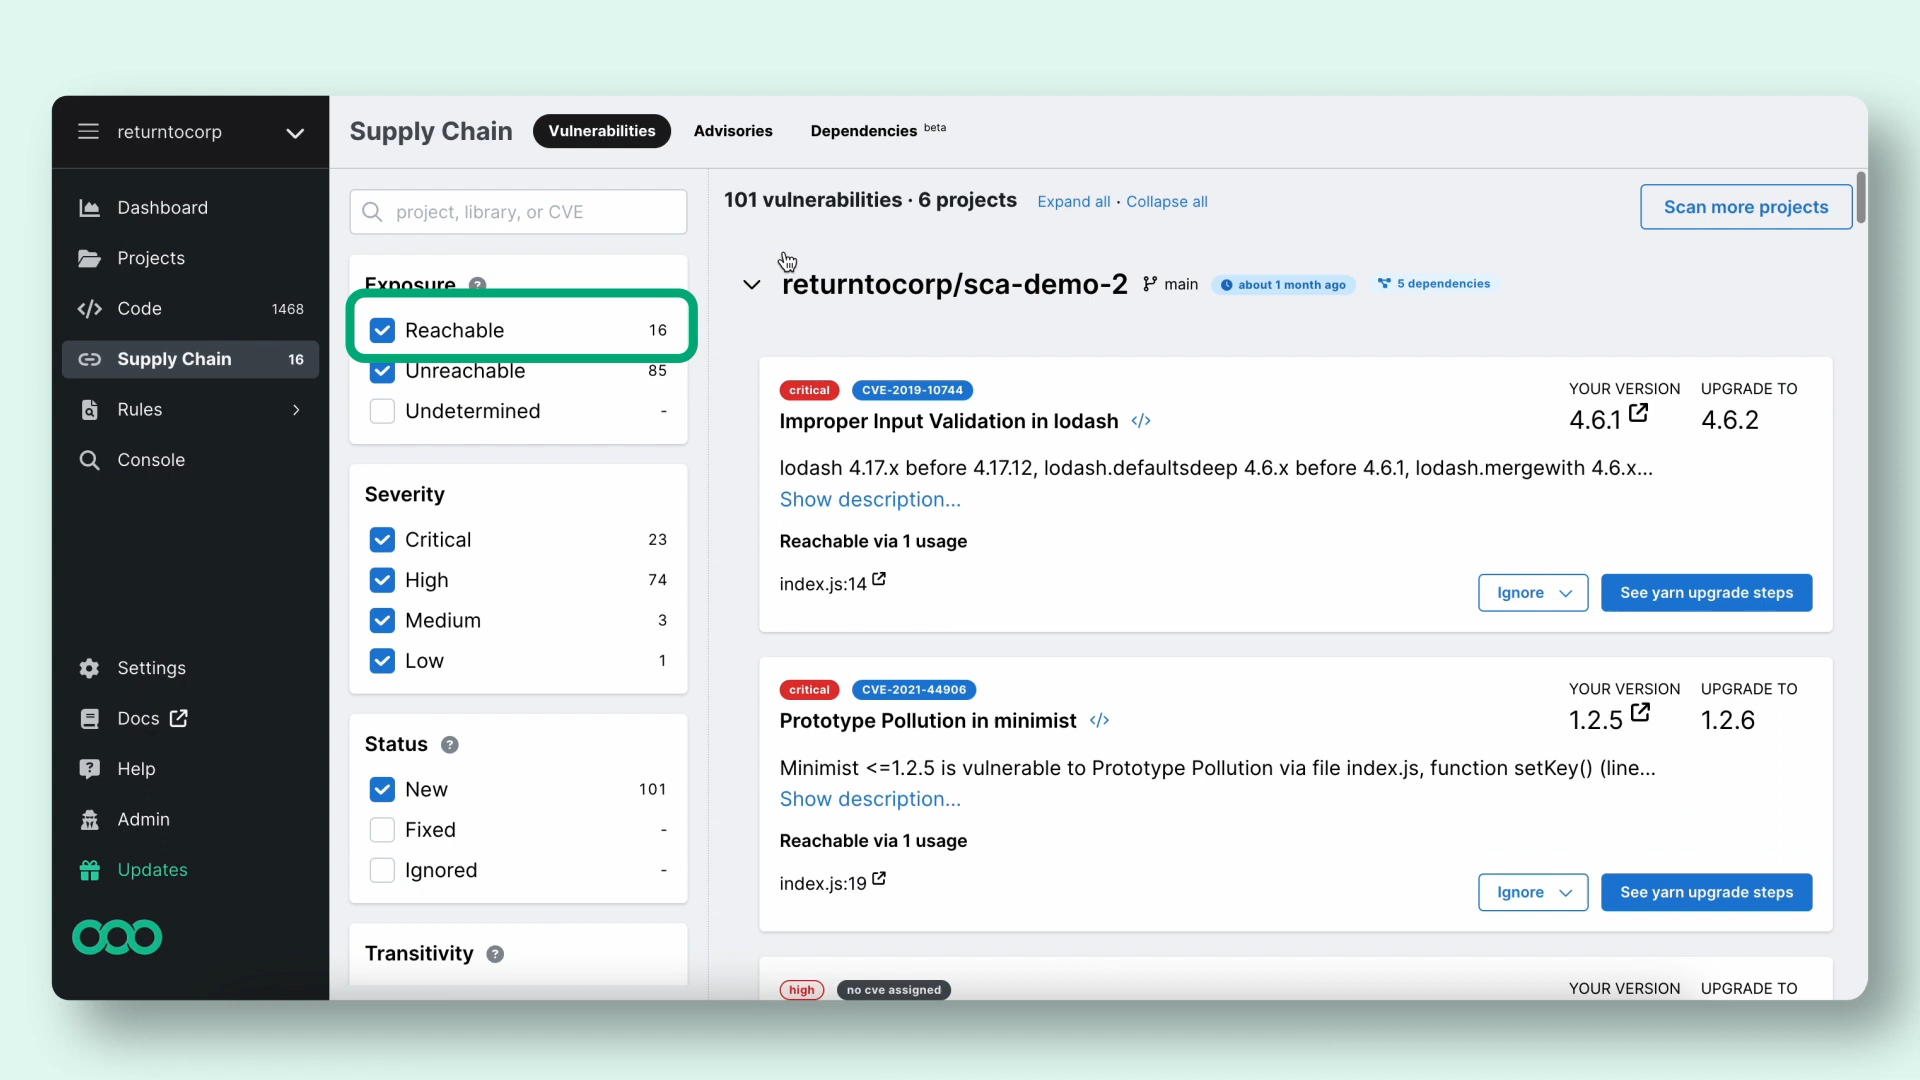 returntocorp
Dashboard
Projects
Code 1468
Supply Chain 16
Rules
Console
Settings
Docs
Help
Admin
Updates
Supply Chain
Vulnerabilities
Advisories
Dependencies beta
project, library, or CVE
Exposure ?
Reachable 16
Unreachable 85
Undetermined -
Severity
Critical 23
High 74
Medium 3
Low 1
Status ?
New 101
Fixed -
Ignored -
Transitivity ?
101 vulnerabilities · 6 projects
Expand all · Collapse all
Scan more projects
returntocorp/sca-demo-2 main about 1 month ago 5 dependencies
critical CVE-2019-10744
Improper Input Validation in lodash </>
YOUR VERSION UPGRADE TO
4.6.1 4.6.2
lodash 4.17.x before 4.17.12, lodash.defaultsdeep 4.6.x before 4.6.1, lodash.mergewith 4.6.x...
Show description...
Reachable via 1 usage
index.js:14
Ignore
See yarn upgrade steps
critical CVE-2021-44906
Prototype Pollution in minimist </>
YOUR VERSION UPGRADE TO
1.2.5 1.2.6
Minimist <=1.2.5 is vulnerable to Prototype Pollution via file index.js, function setKey() (line...
Show description...
Reachable via 1 usage
index.js:19
Ignore
See yarn upgrade steps
high no cve assigned
YOUR VERSION UPGRADE TO